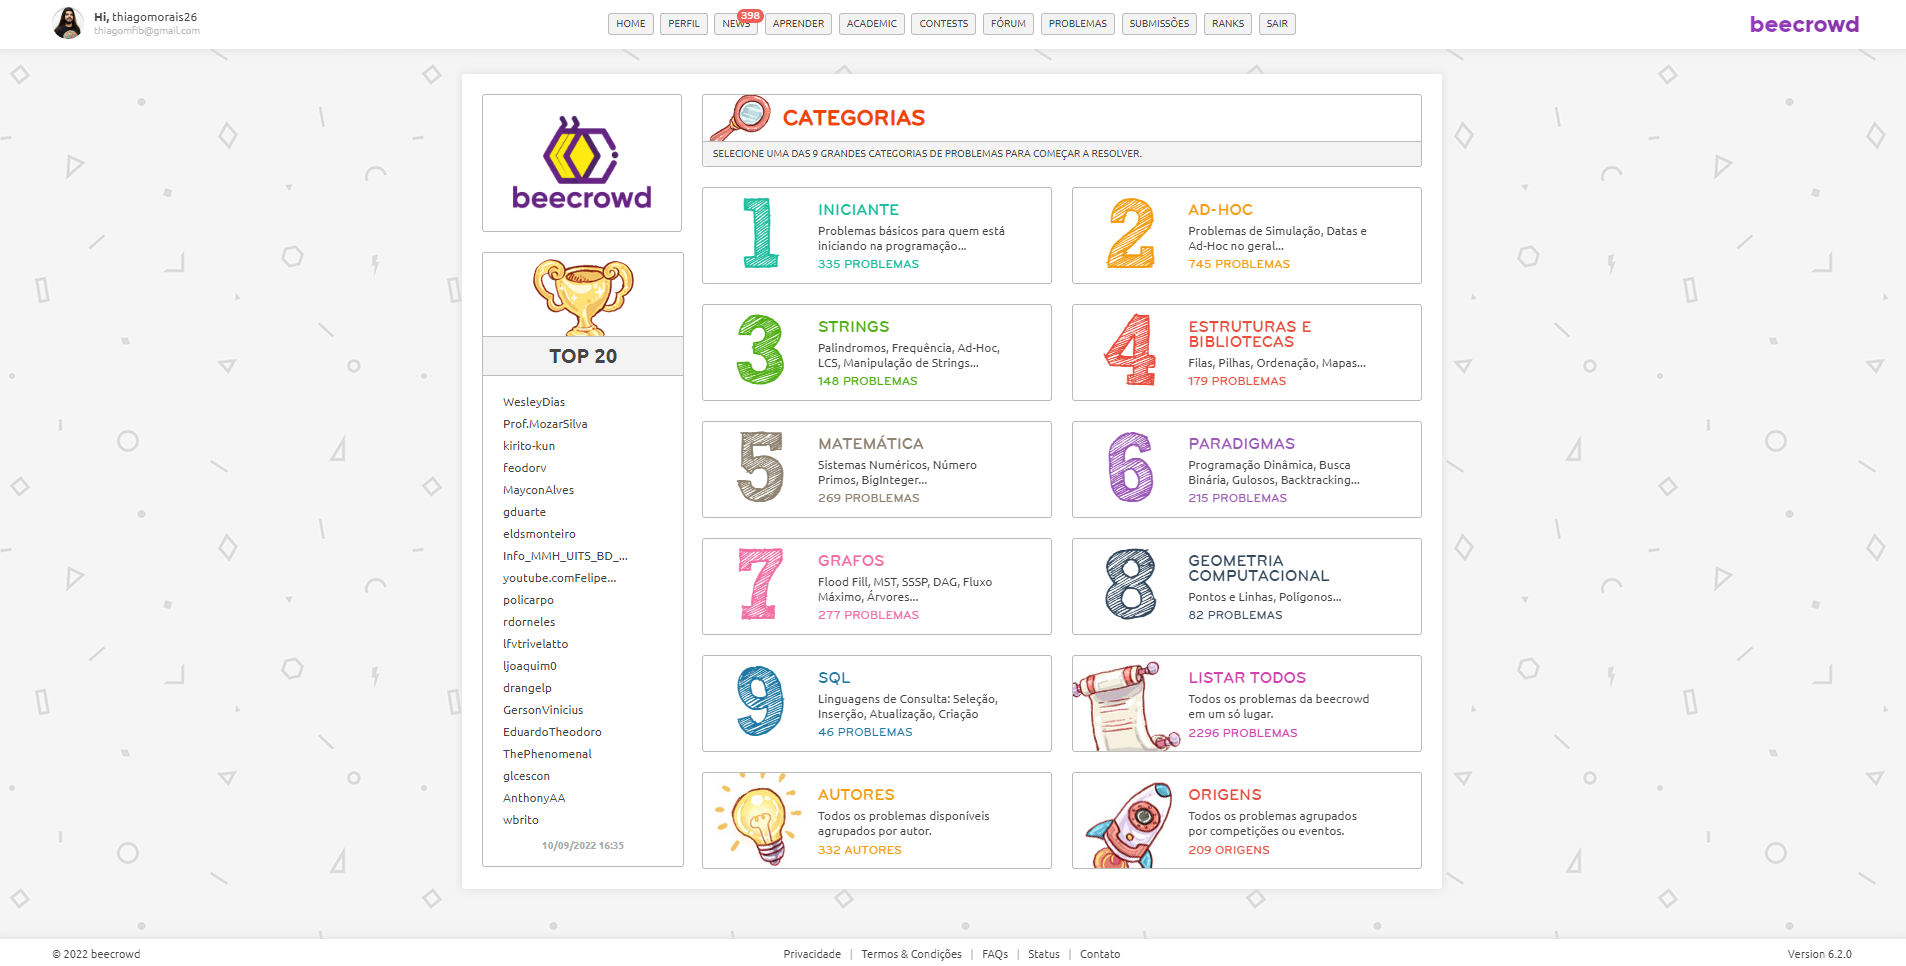 Hi, thiagomorais26
thiagomfib@gmail.com
HOME PERFIL NEWS 398 APRENDER ACADEMIC CONTESTS FÓRUM PROBLEMAS SUBMISSÕES RANKS SAIR
beecrowd
beecrowd
TOP 20
WesleyDias
Prof.MozarSilva
kirito-kun
feodorv
MayconAlves
gduarte
eldsmonteiro
Info_MMH_UITS_BD_...
youtube.comFelipe...
policarpo
rdorneles
lfvtrivelatto
ljoaquim0
drangelp
GersonVinicius
EduardoTheodoro
ThePhenomenal
glcescon
AnthonyAA
wbrito
10/09/2022 16:35
CATEGORIAS
SELECIONE UMA DAS 9 GRANDES CATEGORIAS DE PROBLEMAS PARA COMEÇAR A RESOLVER.
1
INICIANTE
Problemas básicos para quem está
iniciando na programação...
335 PROBLEMAS
2
AD-HOC
Problemas de Simulação, Datas e
Ad-Hoc no geral...
745 PROBLEMAS
3
STRINGS
Palindromos, Frequência, Ad-Hoc,
LCS, Manipulação de Strings...
148 PROBLEMAS
4
ESTRUTURAS E
BIBLIOTECAS
Filas, Pilhas, Ordenação, Mapas...
179 PROBLEMAS
5
MATEMÁTICA
Sistemas Numéricos, Número
Primos, BigInteger...
269 PROBLEMAS
6
PARADIGMAS
Programação Dinâmica, Busca
Binária, Gulosos, Backtracking...
215 PROBLEMAS
7
GRAFOS
Flood Fill, MST, SSSP, DAG, Fluxo
Máximo, Árvores...
277 PROBLEMAS
8
GEOMETRIA
COMPUTACIONAL
Pontos e Linhas, Polígonos...
82 PROBLEMAS
9
SQL
Linguagens de Consulta: Seleção,
Inserção, Atualização, Criação
46 PROBLEMAS
LISTAR TODOS
Todos os problemas da beecrowd
em um só lugar.
2296 PROBLEMAS
AUTORES
Todos os problemas disponíveis
agrupados por autor.
332 AUTORES
ORIGENS
Todos os problemas agrupados
por competições ou eventos.
209 ORIGENS
© 2022 beecrowd
Privacidade | Termos & Condições | FAQs | Status | Contato
Version 6.2.0